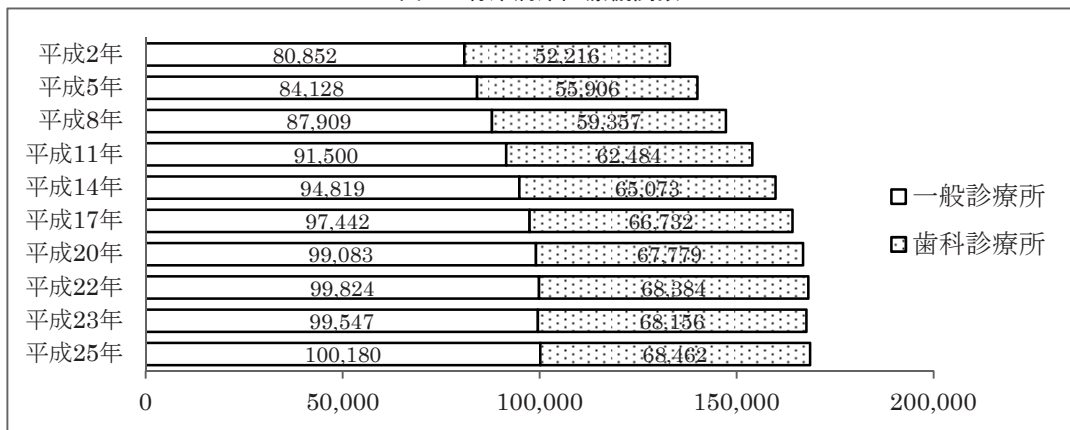 平成2年 80,852 52,216
平成5年 84,128 55,906
平成8年 87,909 59,357
平成11年 91,500 62,484
平成14年 94,819 65,073
平成17年 97,442 66,732
平成20年 99,083 67,779
平成22年 99,824 68,384
平成23年 99,547 68,156
平成25年 100,180 68,462
0 50,000 100,000 150,000 200,000
一般診療所
歯科診療所